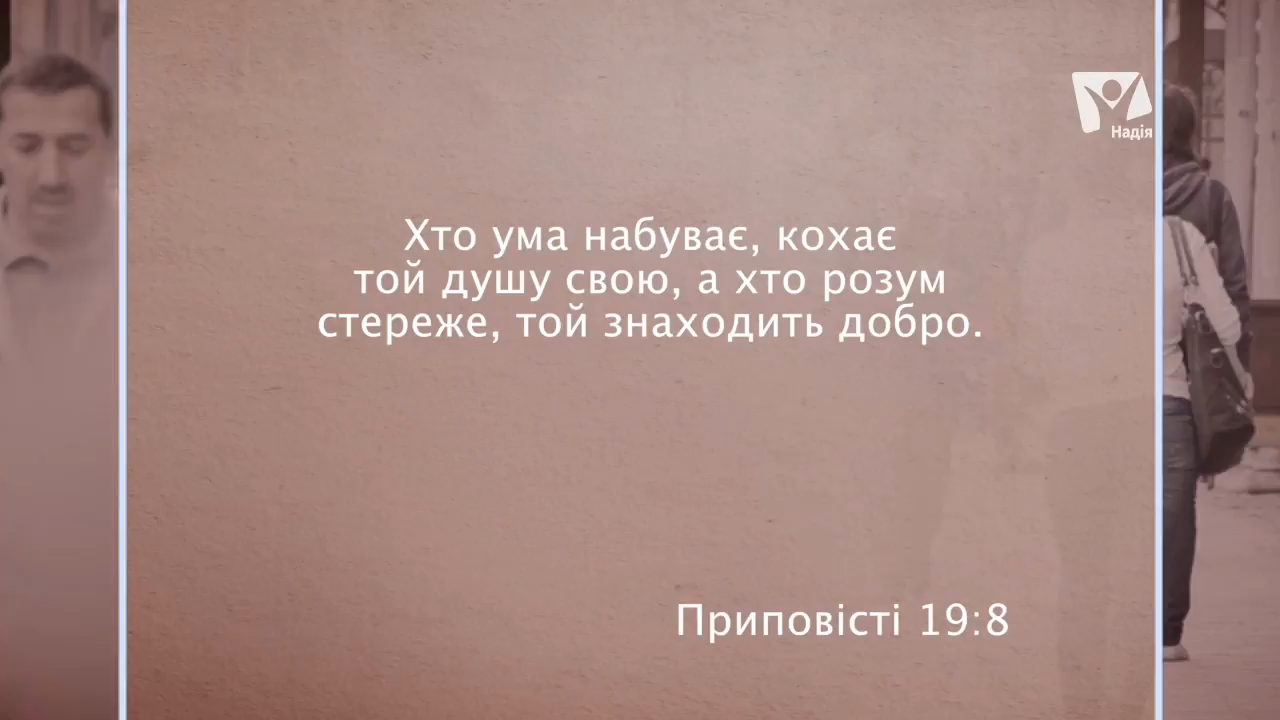 Надія
Хто ума набуває, кохає
той душу свою, а хто розум
стереже, той знаходить добро.
Приповісті 19:8